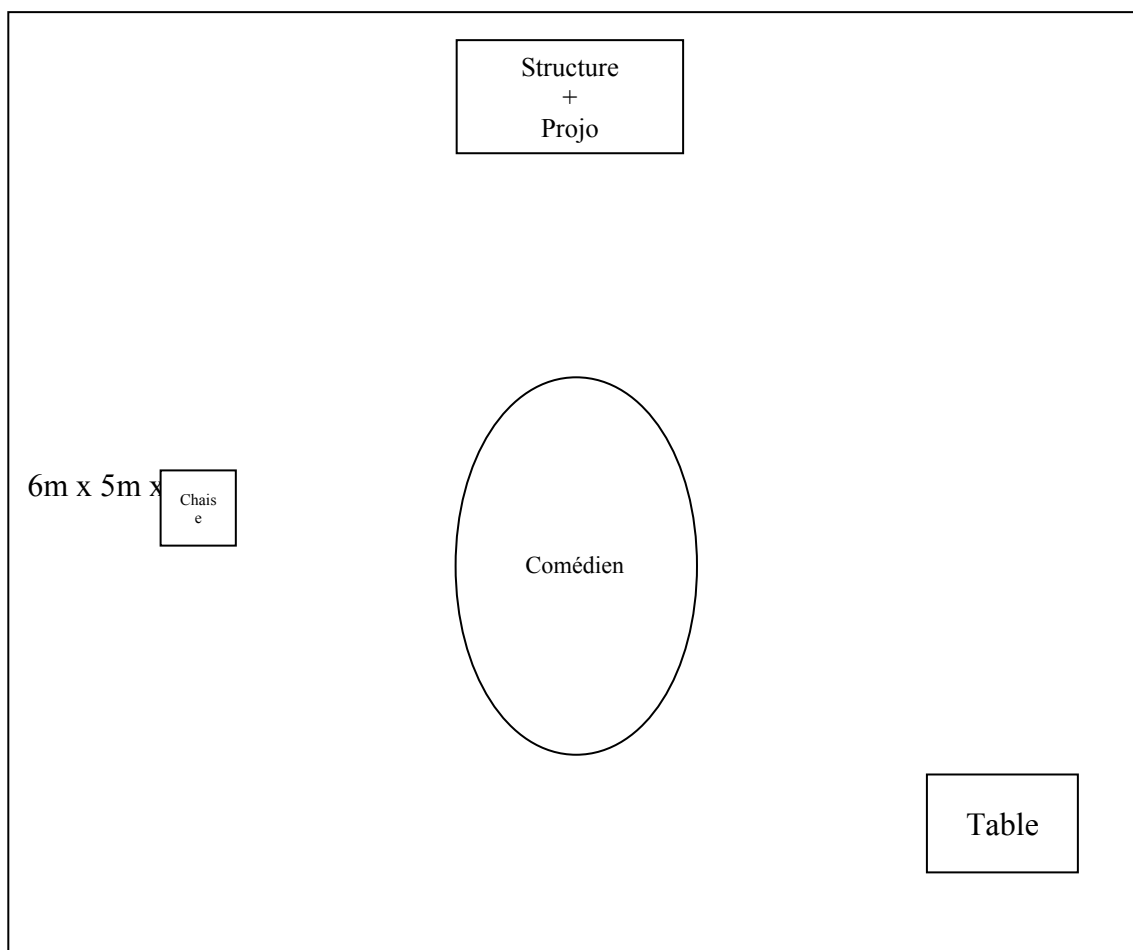 Structure
+
Projo
6m x 5m x
Chais
e
Comédien
Table